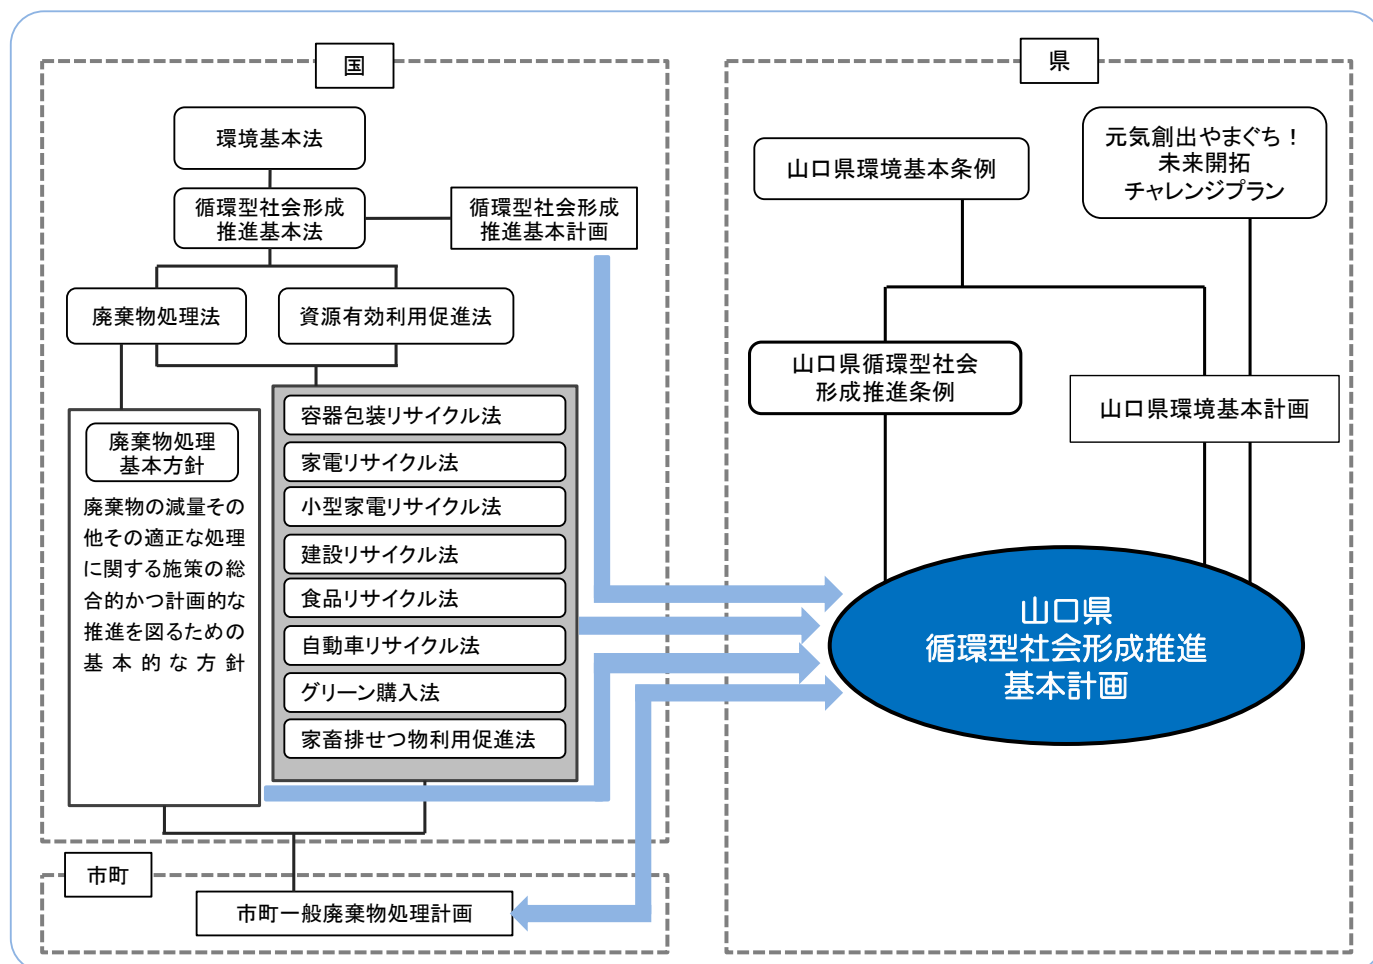 国
環境基本法
循環型社会形成
推進基本法
循環型社会形成
推進基本計画
廃棄物処理法
資源有効利用促進法
廃棄物処理
基本方針
廃棄物の減量その
他その適正な処理
に関する施策の総
合的かつ計画的な
推進を図るための
基本的な方針
容器包装リサイクル法
家電リサイクル法
小型家電リサイクル法
建設リサイクル法
食品リサイクル法
自動車リサイクル法
グリーン購入法
家畜排せつ物利用促進法
市町
市町一般廃棄物処理計画
県
山口県環境基本条例
元気創出やまぐち！
未来開拓
チャレンジプラン
山口県循環型社会
形成推進条例
山口県環境基本計画
山口県
循環型社会形成推進
基本計画